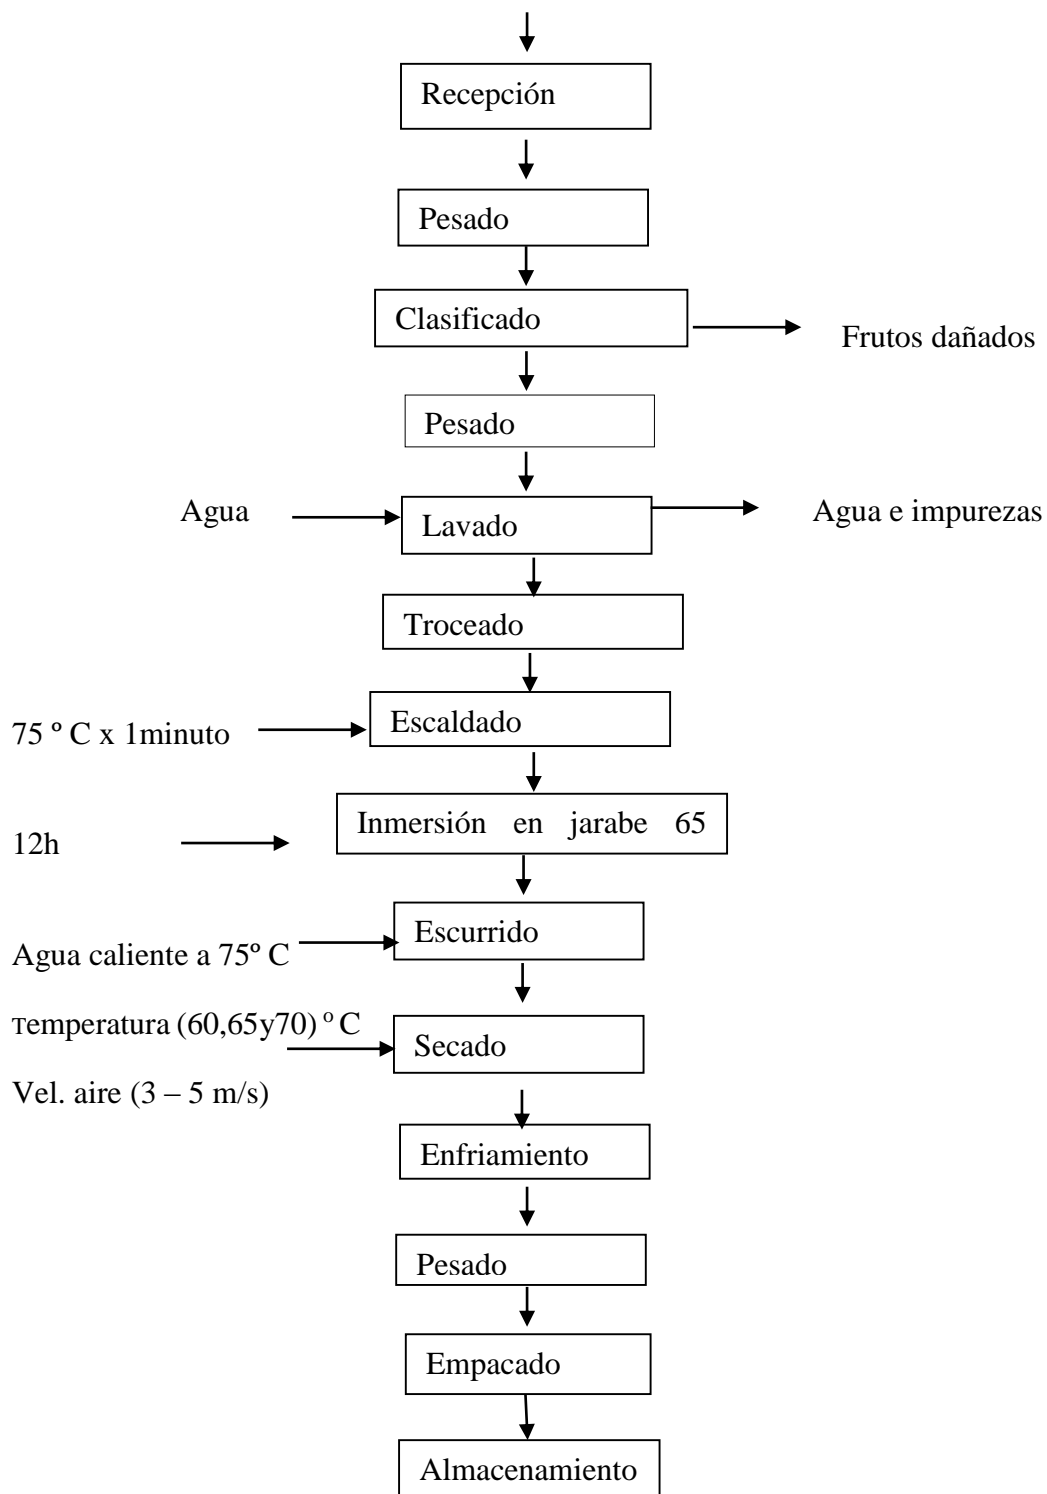 Recepción
Pesado
Clasificado
Frutos dañados
Pesado
Agua
Lavado
Agua e impurezas
Troceado
Escaldado
75 º C x 1minuto
Inmersión en jarabe 65
12h
Escurrido
Agua caliente a 75º C
Temperatura (60,65y70) º C
Secado
Vel. aire (3 – 5 m/s)
Enfriamiento
Pesado
Empacado
Almacenamiento